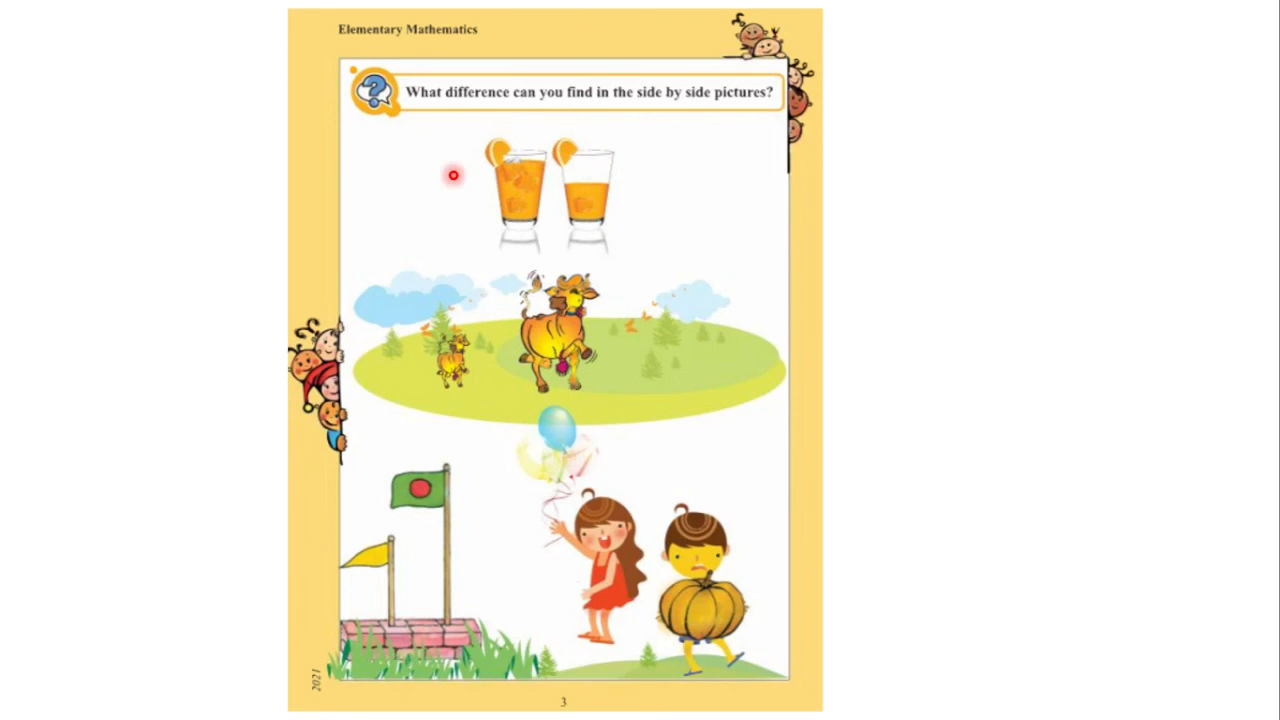 Elementary Mathematics
What difference can you find in the side by side pictures?
2021
3